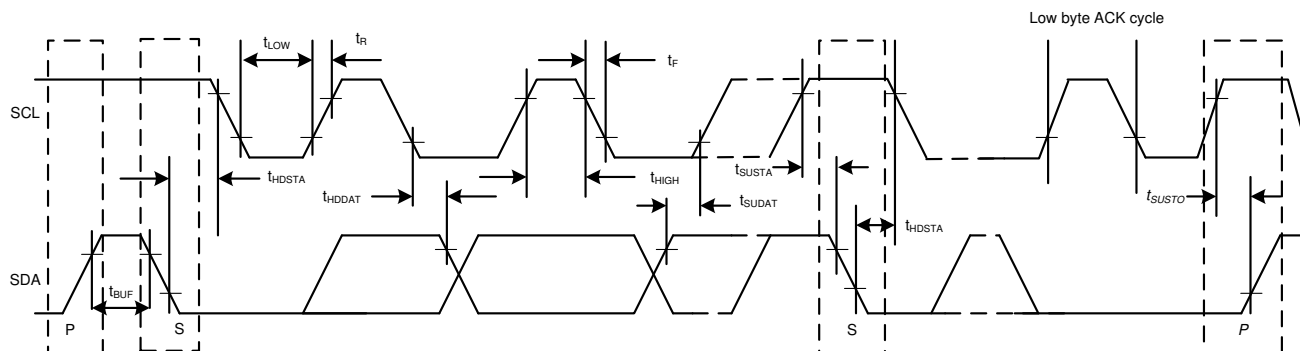 Low byte ACK cycle
tLOW
tR
tF
SCL
tHDSTA
tHDDAT
tHIGH
tSUDAT
tSUSTA
tHDSTA
tSUSTO
SDA
tBUF
P
S
S
P